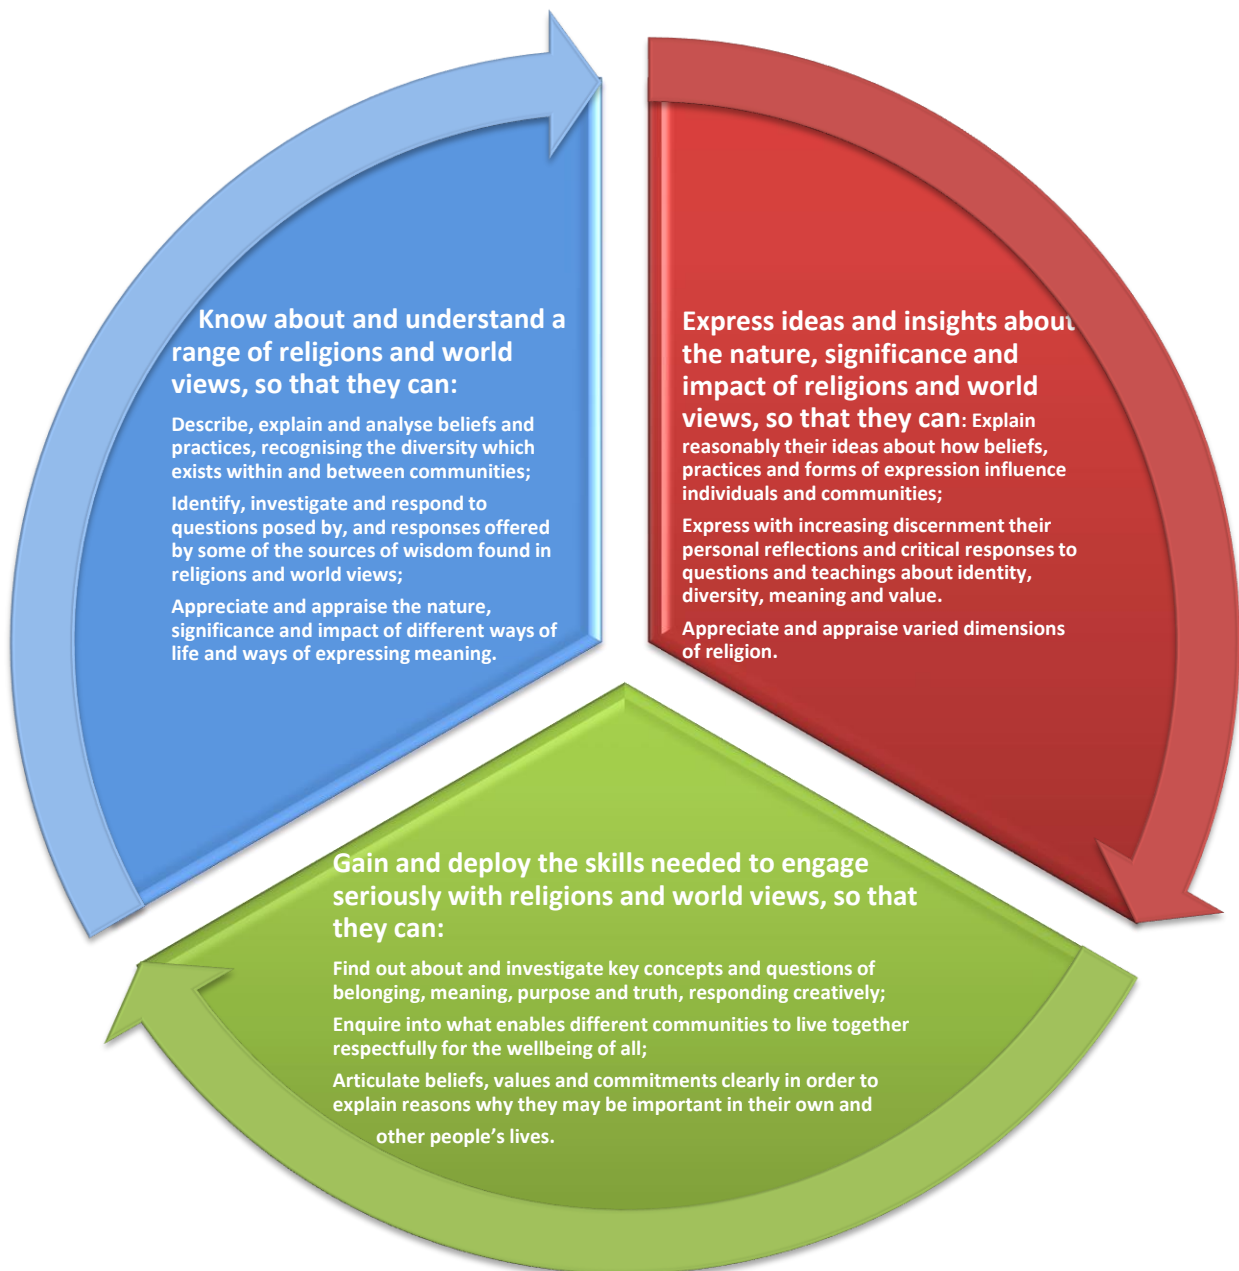 Know about and understand a
range of religions and world
views, so that they can:
Describe, explain and analyse beliefs and
practices, recognising the diversity which
exists within and between communities;
Identify, investigate and respond to
questions posed by, and responses offered
by some of the sources of wisdom found in
religions and world views;
Appreciate and appraise the nature,
significance and impact of different ways of
life and ways of expressing meaning.
Express ideas and insights about
the nature, significance and
impact of religions and world
views, so that they can: Explain
reasonably their ideas about how beliefs,
practices and forms of expression influence
individuals and communities;
Express with increasing discernment their
personal reflections and critical responses to
questions and teachings about identity,
diversity, meaning and value.
Appreciate and appraise varied dimensions
of religion.
Gain and deploy the skills needed to engage
seriously with religions and world views, so that
they can:
Find out about and investigate key concepts and questions of
belonging, meaning, purpose and truth, responding creatively;
Enquire into what enables different communities to live together
respectfully for the wellbeing of all;
Articulate beliefs, values and commitments clearly in order to
explain reasons why they may be important in their own and
other people’s lives.